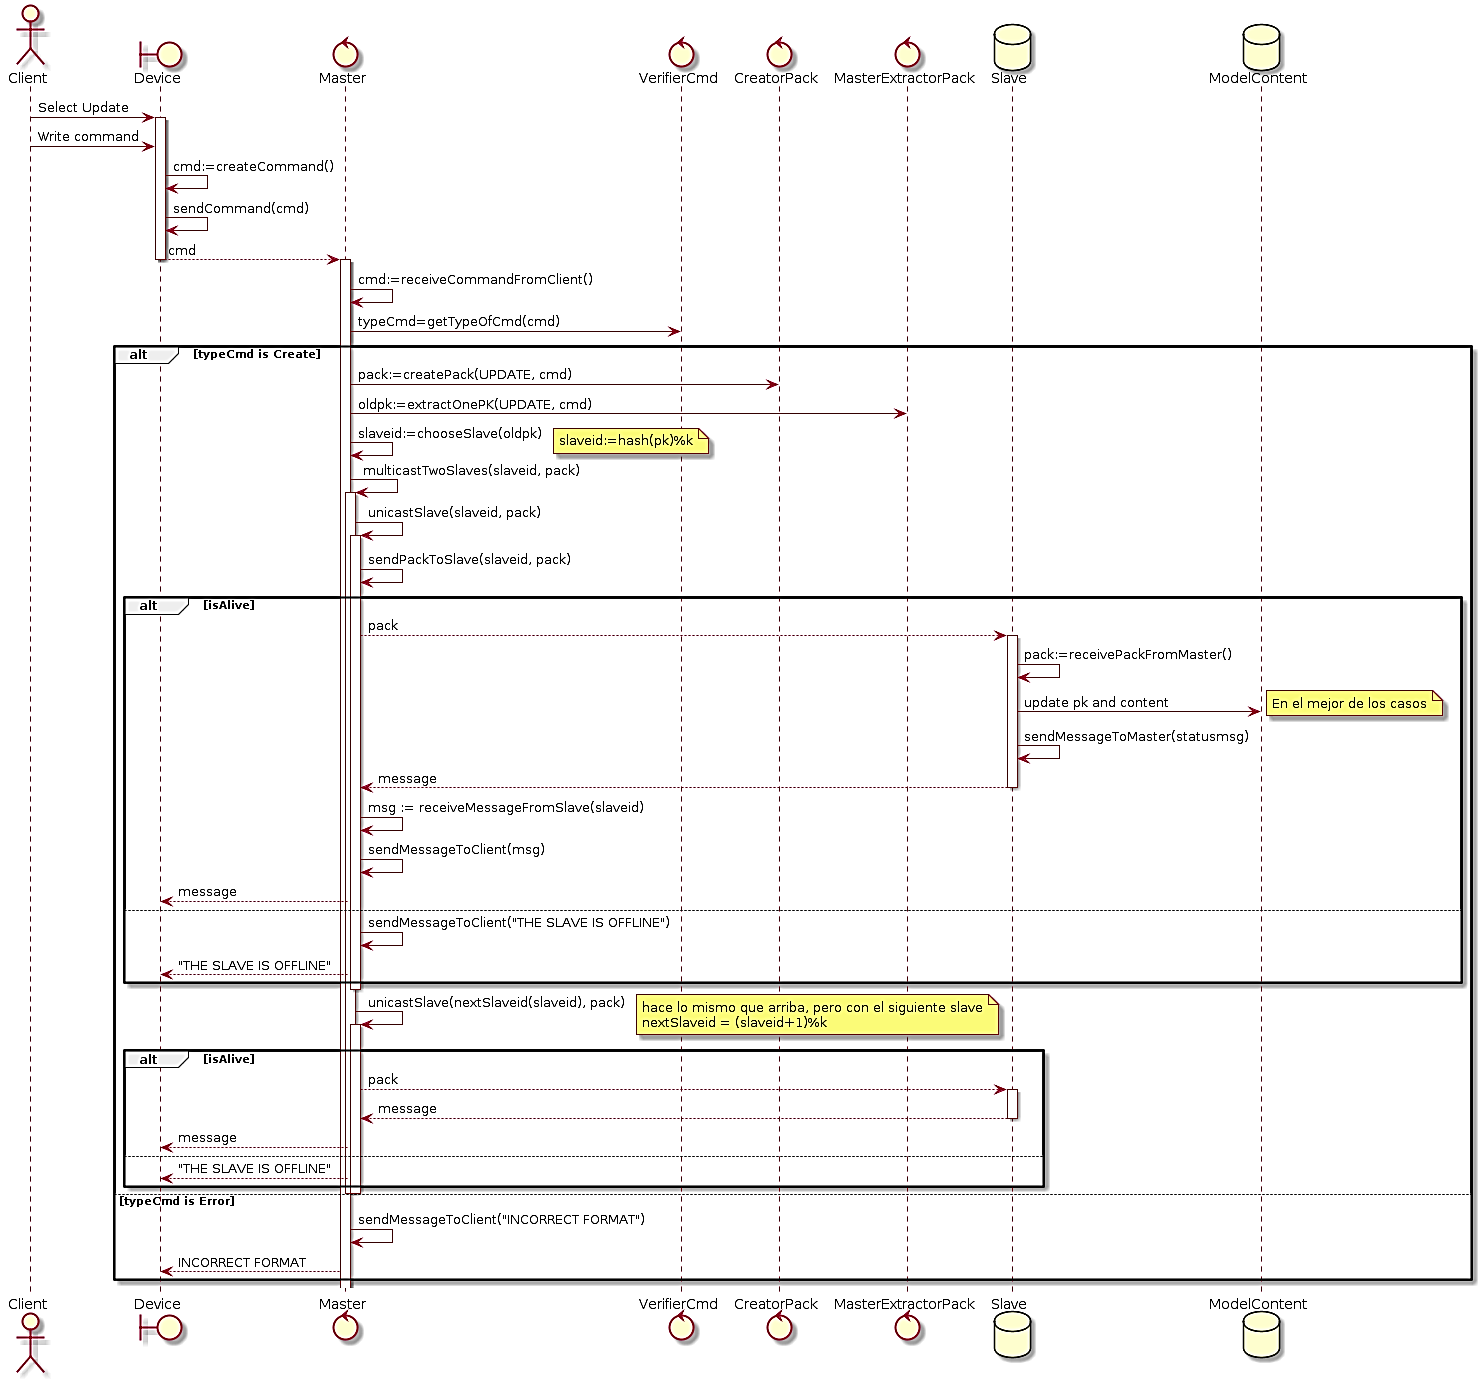 Client
Device
Master
VerifierCmd
CreatorPack
MasterExtractorPack
Slave
ModelContent
Select Update
Write command
cmd:=createCommand()
sendCommand(cmd)
cmd
cmd:=receiveCommandFromClient()
typeCmd=getTypeOfCmd(cmd)
alt [typeCmd is Create]
pack:=createPack(UPDATE, cmd)
oldpk:=extractOnePK(UPDATE, cmd)
slaveid:=chooseSlave(oldpk)
slaveid:=hash(pk)%k
multicastTwoSlaves(slaveid, pack)
unicastSlave(slaveid, pack)
sendPackToSlave(slaveid, pack)
alt [isAlive]
pack
pack:=receivePackFromMaster()
update pk and content
En el mejor de los casos
sendMessageToMaster(statusmsg)
message
msg := receiveMessageFromSlave(slaveid)
sendMessageToClient(msg)
message
sendMessageToClient("THE SLAVE IS OFFLINE")
"THE SLAVE IS OFFLINE"
unicastSlave(nextSlaveid(slaveid), pack)
hace lo mismo que arriba, pero con el siguiente slave
nextSlaveid = (slaveid+1)%k
alt [isAlive]
pack
message
message
"THE SLAVE IS OFFLINE"
[typeCmd is Error]
sendMessageToClient("INCORRECT FORMAT")
INCORRECT FORMAT
Client
Device
Master
VerifierCmd
CreatorPack
MasterExtractorPack
Slave
ModelContent